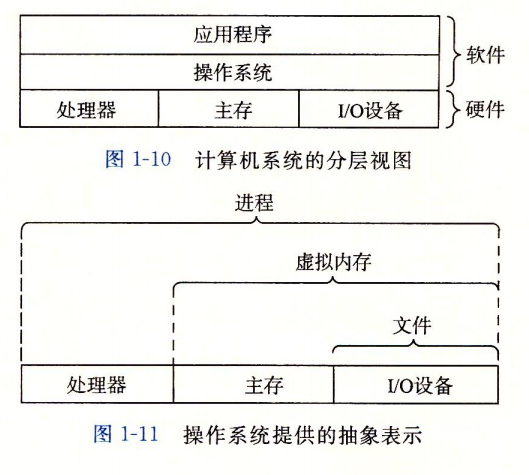 应用程序
操作系统
软件
处理器 主存 I/O设备
硬件
图 1-10 计算机系统的分层视图
进程
虚拟内存
文件
处理器 主存 I/O设备
图 1-11 操作系统提供的抽象表示